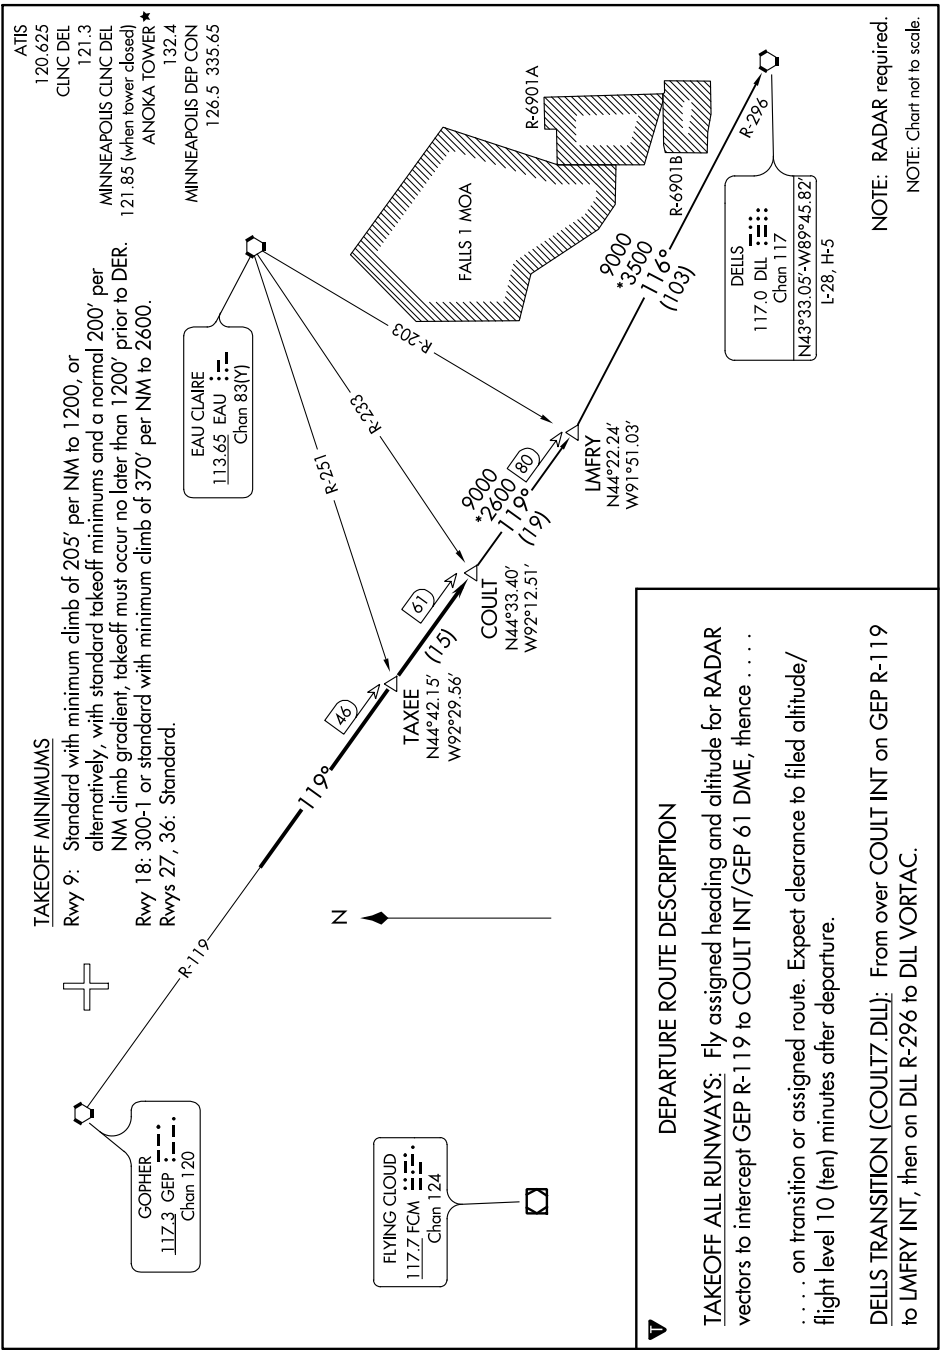 TAKEOFF MINIMUMS
Rwy 9: Standard with minimum climb of 205' per NM to 1200, or
alternatively, with standard takeoff minimums and a normal 200' per
NM climb gradient, takeoff must occur no later than 1200' prior to DER.
Rwy 18: 300-1 or standard with minimum climb of 370' per NM to 2600.
Rwys 27, 36: Standard.
ATIS
120.625
CLNC DEL
121.3
MINNEAPOLIS CLNC DEL
121.85 (when tower closed)
ANOKA TOWER★
132.4
MINNEAPOLIS DEP CON
126.5 335.65
GOPHER
117.3 GEP
Chan 120
R-119
119°
46
TAXEE
N44°42.15'
W92°29.56'
(15)
61
COULT
N44°33.40'
W92°12.51'
EAU CLAIRE
113.65 EAU
Chan 83(Y)
R-251
R-233
R-203
9000
*2600
119°
(19)
80
LMFRY
N44°22.24'
W91°51.03'
FALLS 1 MOA
R-6901A
R-6901B
9000
*3500
116°
(103)
R-296
DELLS
117.0 DLL
Chan 117
N43°33.05'-W89°45.82'
L-28, H-5
FLYING CLOUD
117.7 FCM
Chan 124
N
NOTE: RADAR required.
NOTE: Chart not to scale.
T
DEPARTURE ROUTE DESCRIPTION
TAKEOFF ALL RUNWAYS: Fly assigned heading and altitude for RADAR
vectors to intercept GEP R-119 to COULT INT/GEP 61 DME, thence . . . .
. . . . on transition or assigned route. Expect clearance to filed altitude/
flight level 10 (ten) minutes after departure.
DELLS TRANSITION (COULT7.DLL): From over COULT INT on GEP R-119
to LMFRY INT, then on DLL R-296 to DLL VORTAC.